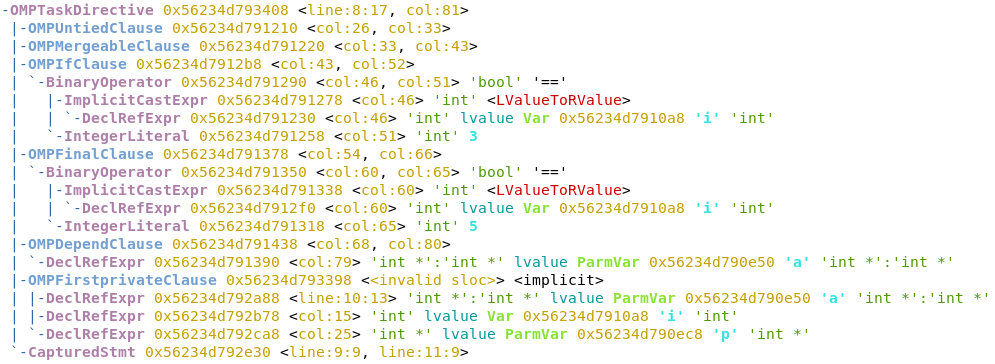 -OMPTaskDirective 0x56234d793408 <line:8:17, col:81>
 |-OMPUntiedClause 0x56234d791210 <col:26, col:33>
 |-OMPMergeableClause 0x56234d791220 <col:33, col:43>
 |-OMPIfClause 0x56234d7912b8 <col:43, col:52>
 | `-BinaryOperator 0x56234d791290 <col:46, col:51> 'bool' '=='
 |   |-ImplicitCastExpr 0x56234d791278 <col:46> 'int' <LValueToRValue>
 |   | `-DeclRefExpr 0x56234d791230 <col:46> 'int' lvalue Var 0x56234d7910a8 'i' 'int'
 |   `-IntegerLiteral 0x56234d791258 <col:51> 'int' 3
 |-OMPFinalClause 0x56234d791378 <col:54, col:66>
 | `-BinaryOperator 0x56234d791350 <col:60, col:65> 'bool' '=='
 |   |-ImplicitCastExpr 0x56234d791338 <col:60> 'int' <LValueToRValue>
 |   | `-DeclRefExpr 0x56234d7912f0 <col:60> 'int' lvalue Var 0x56234d7910a8 'i' 'int'
 |   `-IntegerLiteral 0x56234d791318 <col:65> 'int' 5
 |-OMPDependClause 0x56234d791438 <col:68, col:80>
 | `-DeclRefExpr 0x56234d791390 <col:79> 'int *':'int *' lvalue ParmVar 0x56234d790e50 'a' 'int *':'int *'
 |-OMPFirstprivateClause 0x56234d793398 <<invalid sloc>> <implicit>
 | |-DeclRefExpr 0x56234d792a88 <line:10:13> 'int *':'int *' lvalue ParmVar 0x56234d790e50 'a' 'int *':'int *'
 | |-DeclRefExpr 0x56234d792b78 <col:15> 'int' lvalue Var 0x56234d7910a8 'i' 'int'
 | `-DeclRefExpr 0x56234d792ca8 <col:25> 'int *' lvalue ParmVar 0x56234d790ec8 'p' 'int *'
 `-CapturedStmt 0x56234d792e30 <line:9:9, line:11:9>